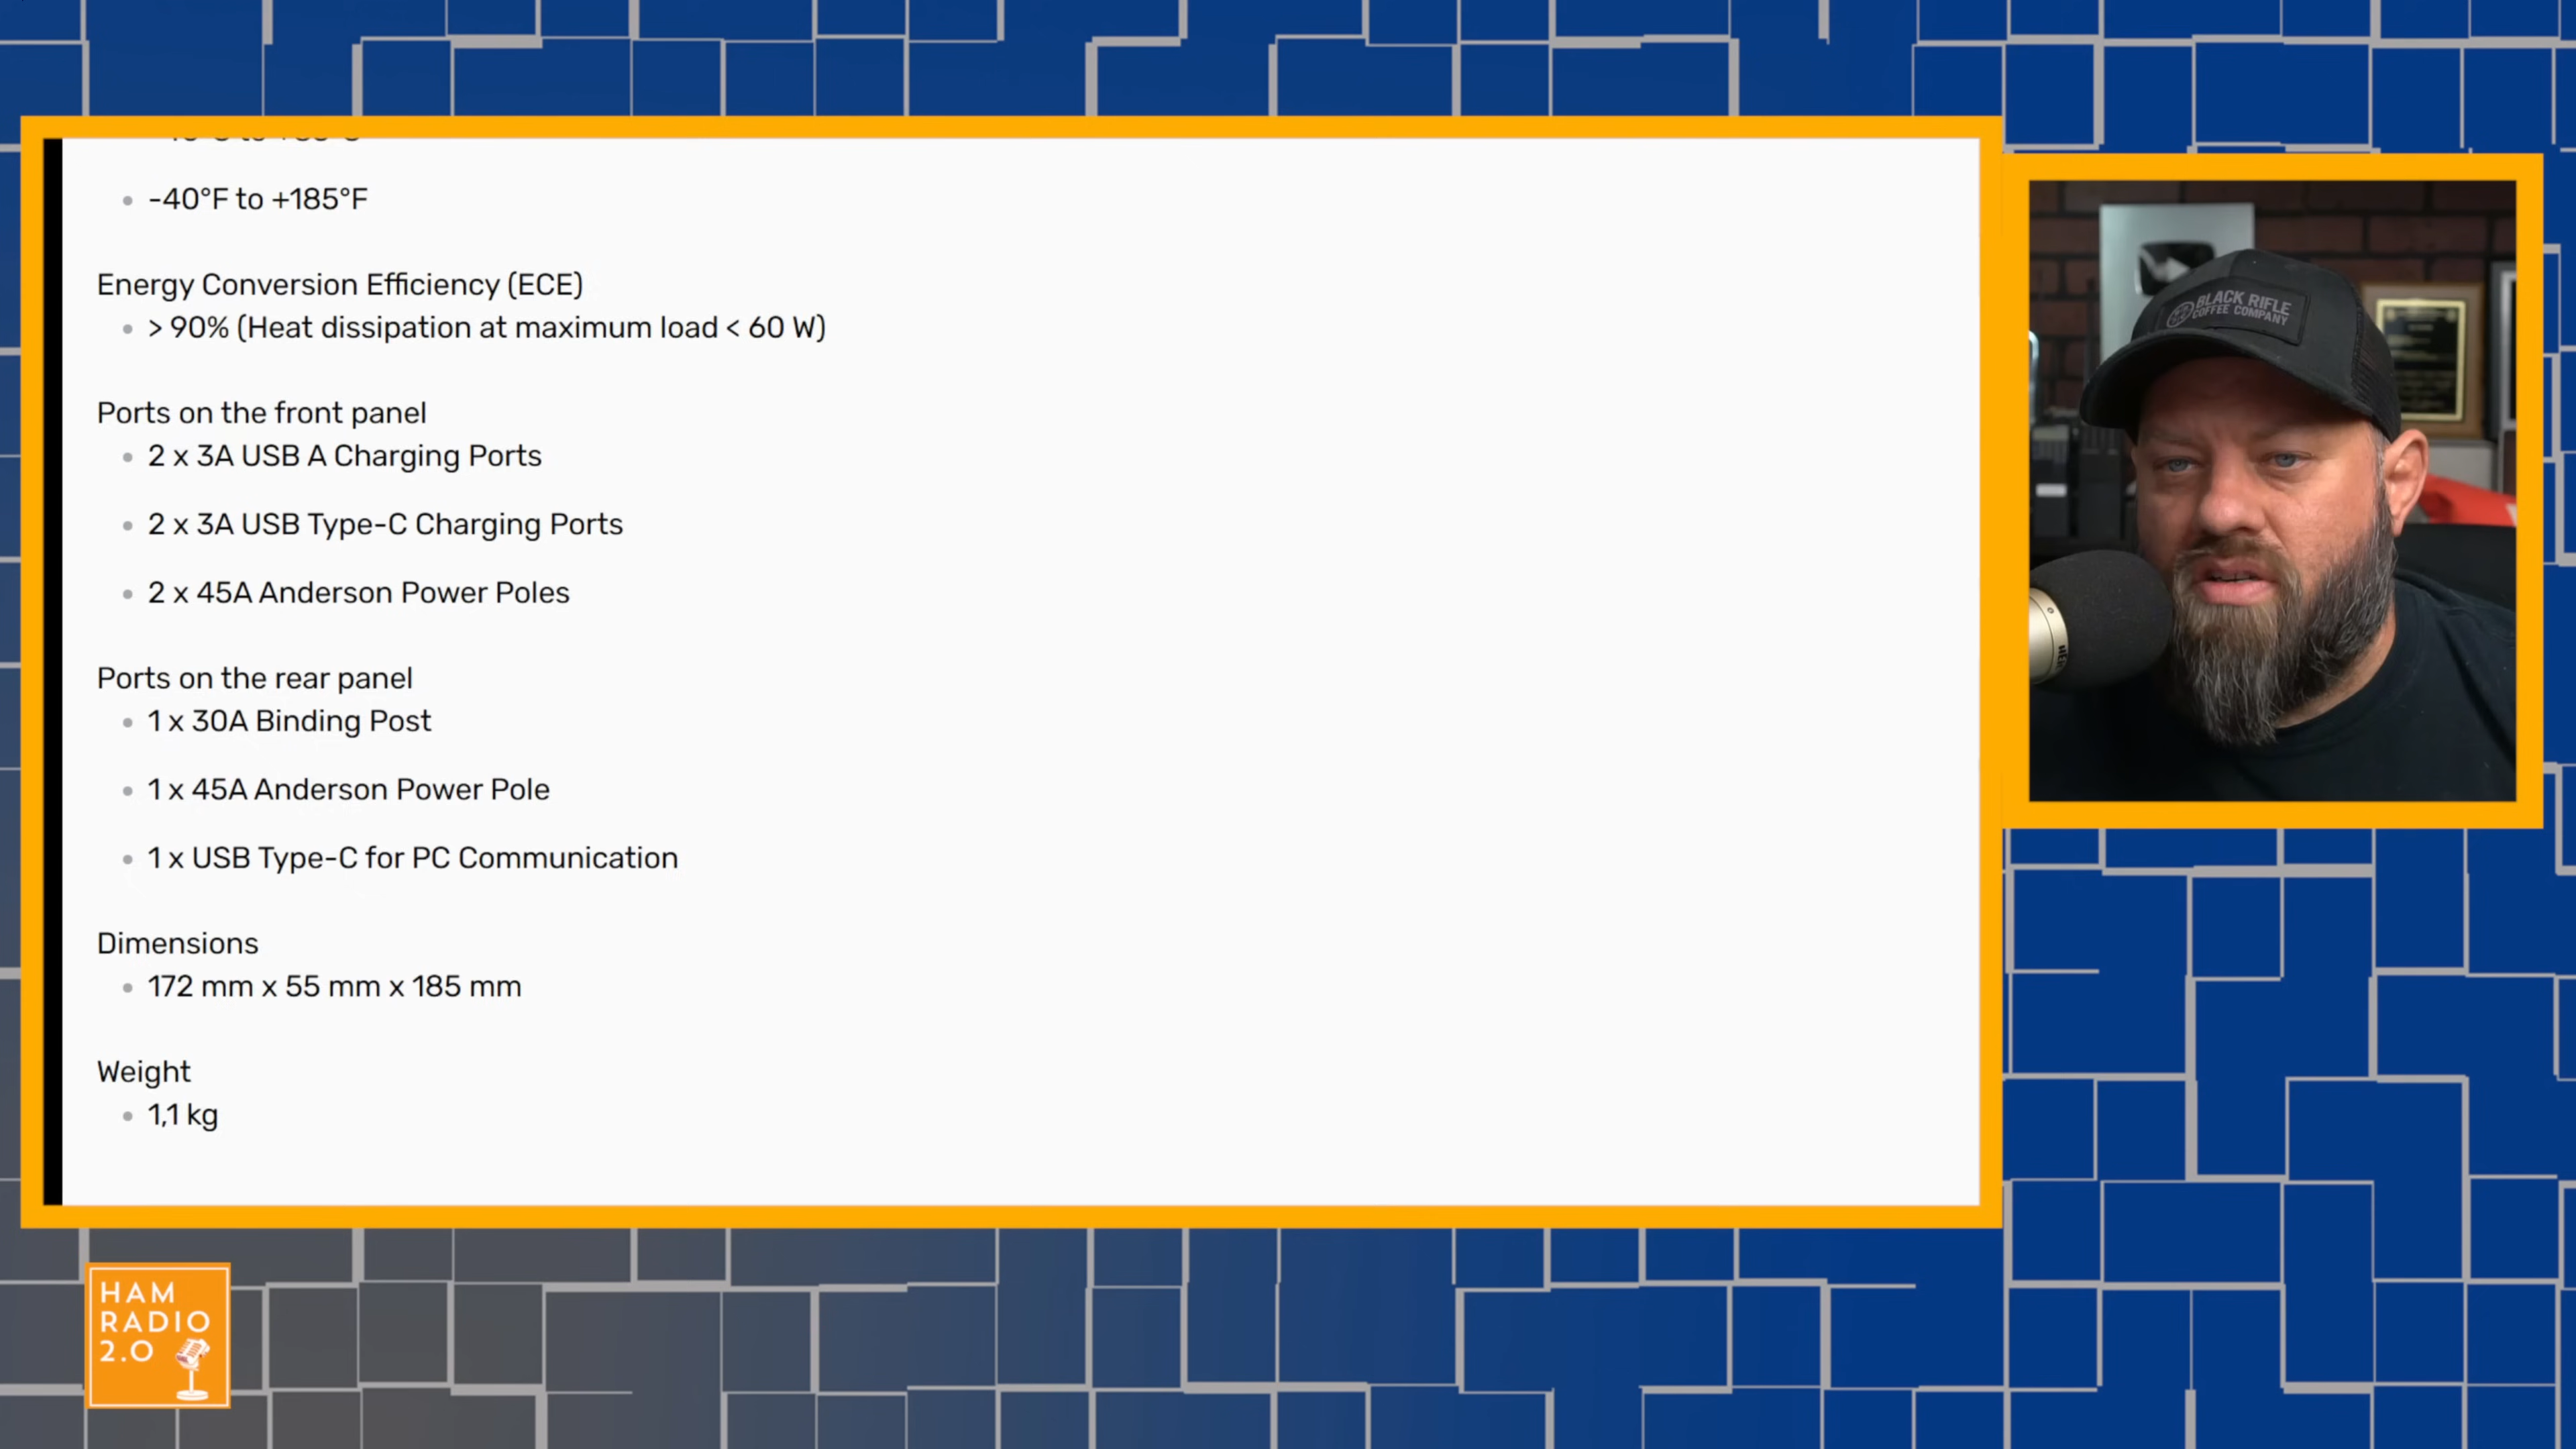 -40°F to +185°F
Energy Conversion Efficiency (ECE)
> 90% (Heat dissipation at maximum load < 60 W)
Ports on the front panel
2 x 3A USB A Charging Ports
2 x 3A USB Type-C Charging Ports
2 x 45A Anderson Power Poles
Ports on the rear panel
1 x 30A Binding Post
1 x 45A Anderson Power Pole
1 x USB Type-C for PC Communication
Dimensions
172 mm x 55 mm x 185 mm
Weight
1,1 kg
BLACK RIFLE
COFFEE COMPANY
HAM
RADIO
2.0